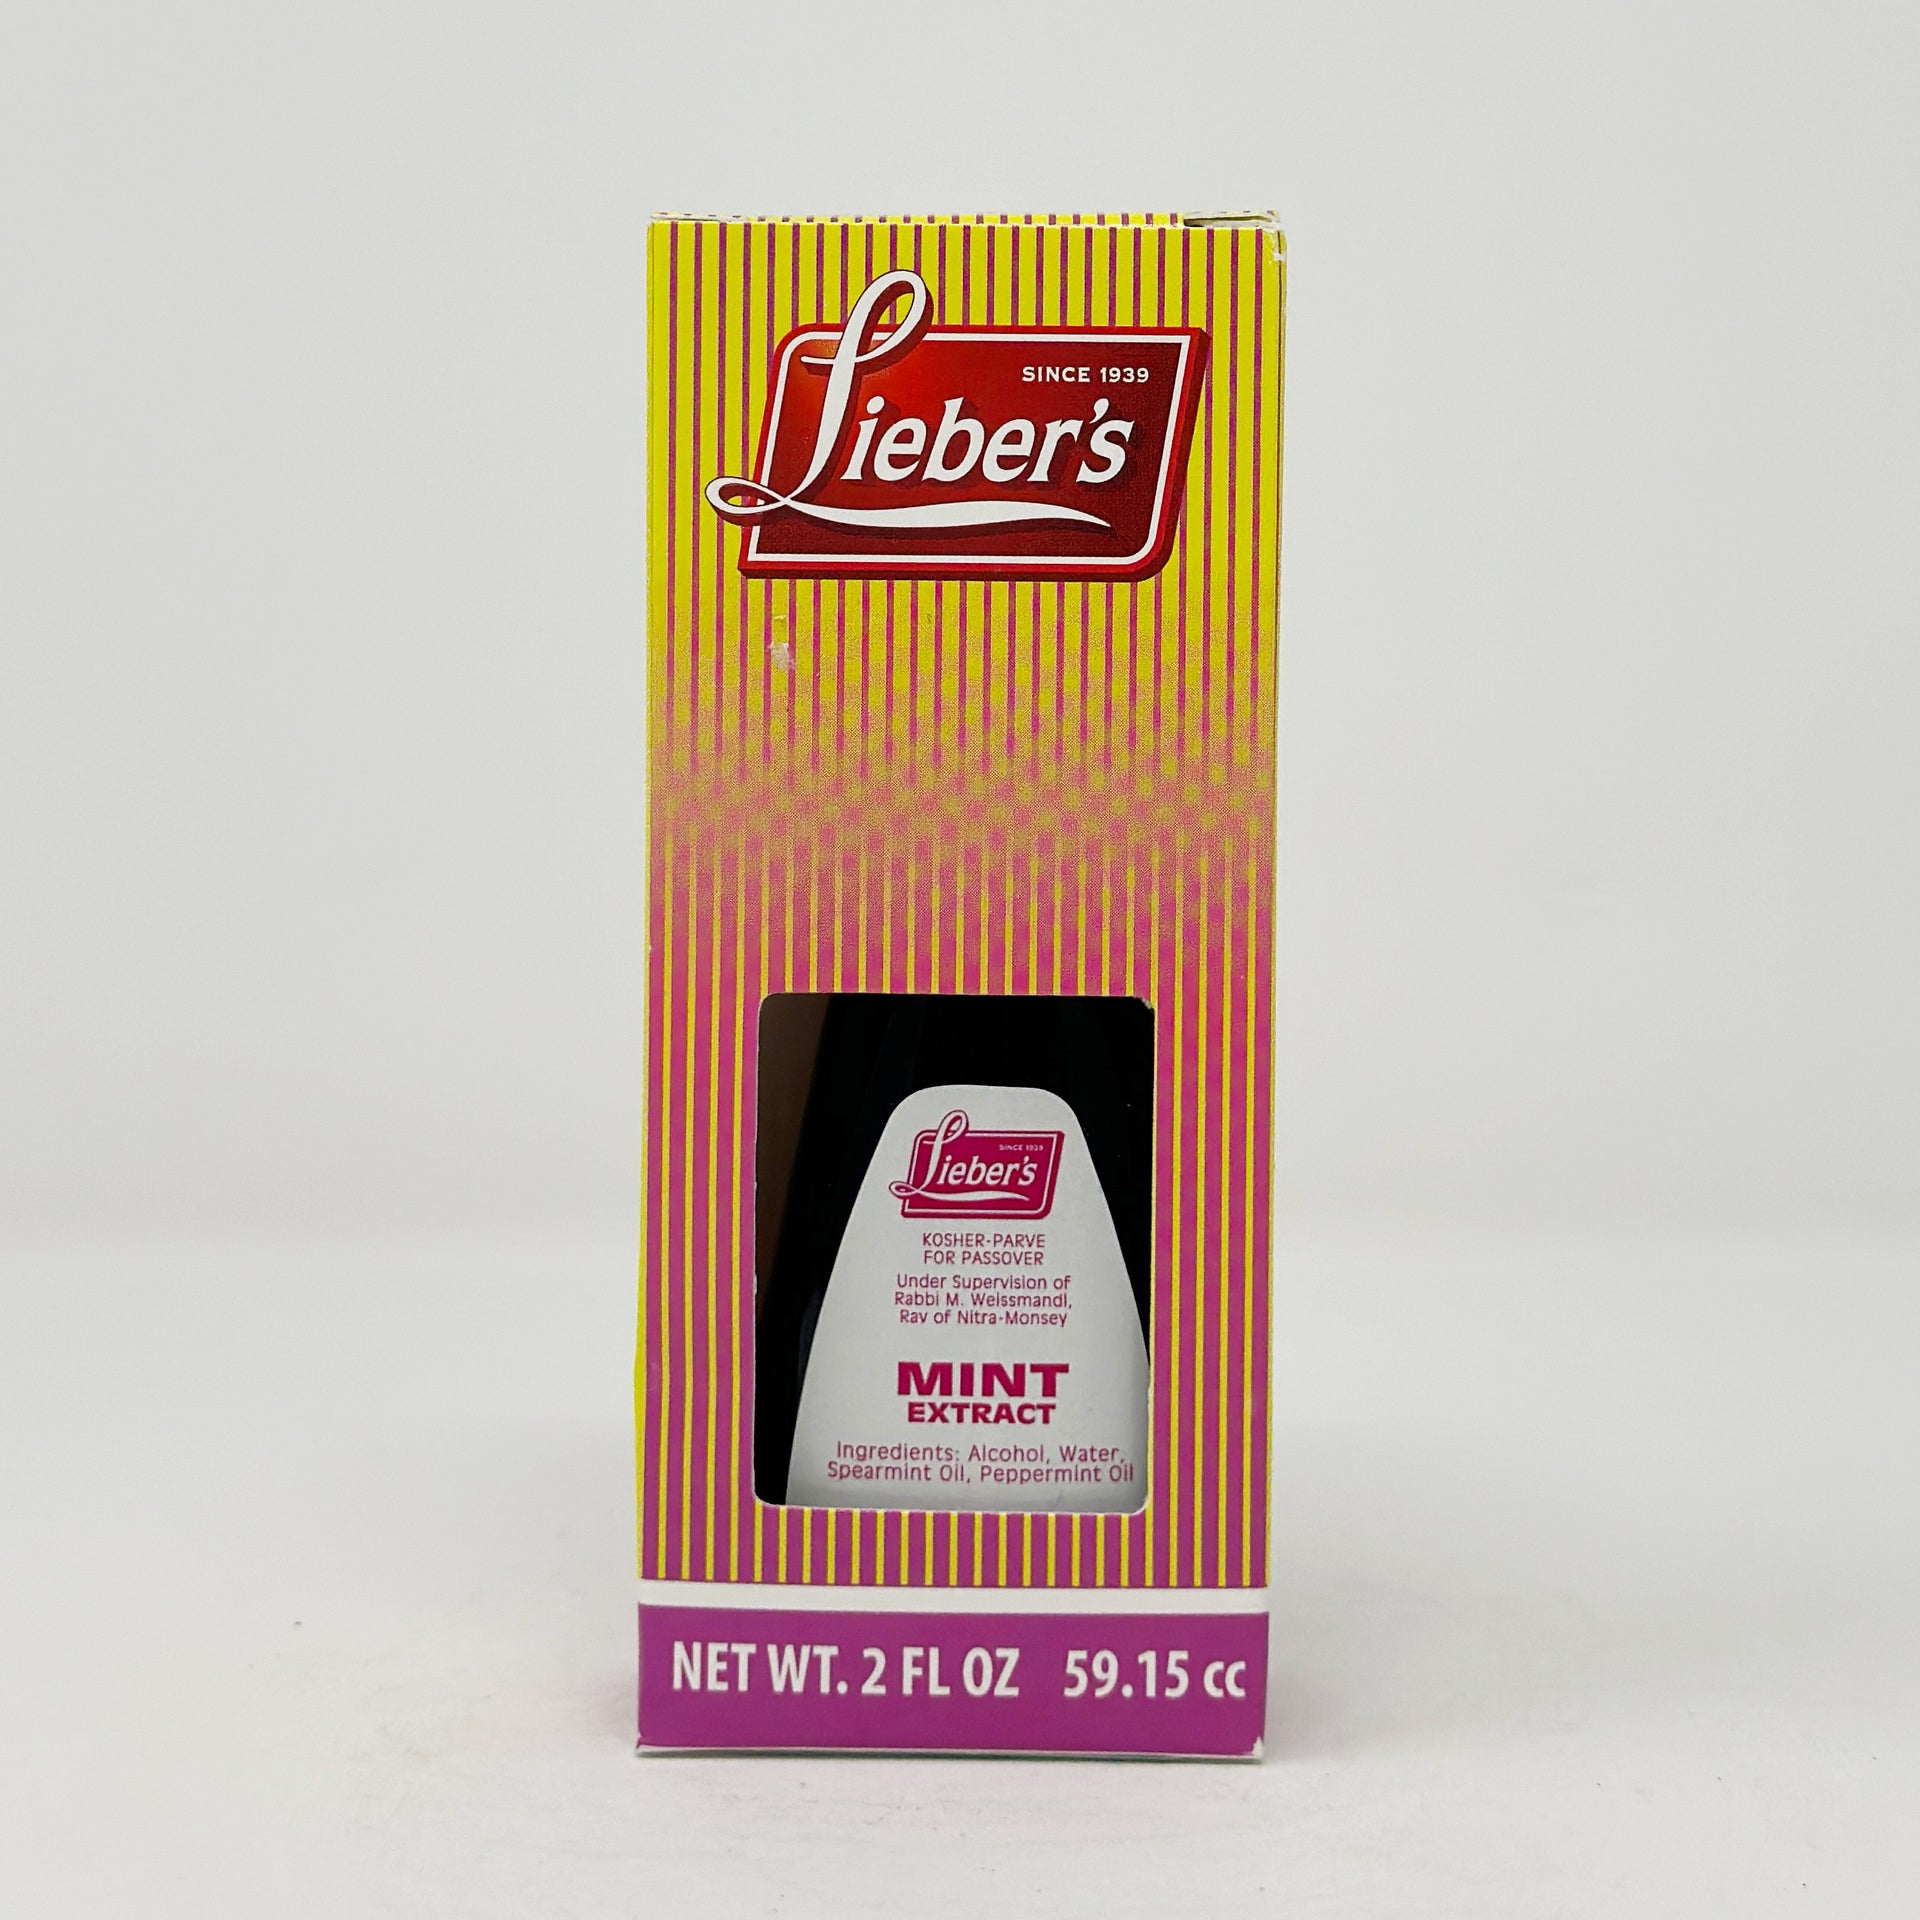 SINCE 1939
Lieber's
SINCE 1939
Lieber's
KOSHER-PARVE
FOR PASSOVER
Under Supervision of
Rabbi M. Weissmandl,
Rav of Nitra-Monsey
MINT
EXTRACT
Ingredients: Alcohol, Water,
Spearmint Oil, Peppermint Oil
NET WT. 2 FL OZ 59.15 cc